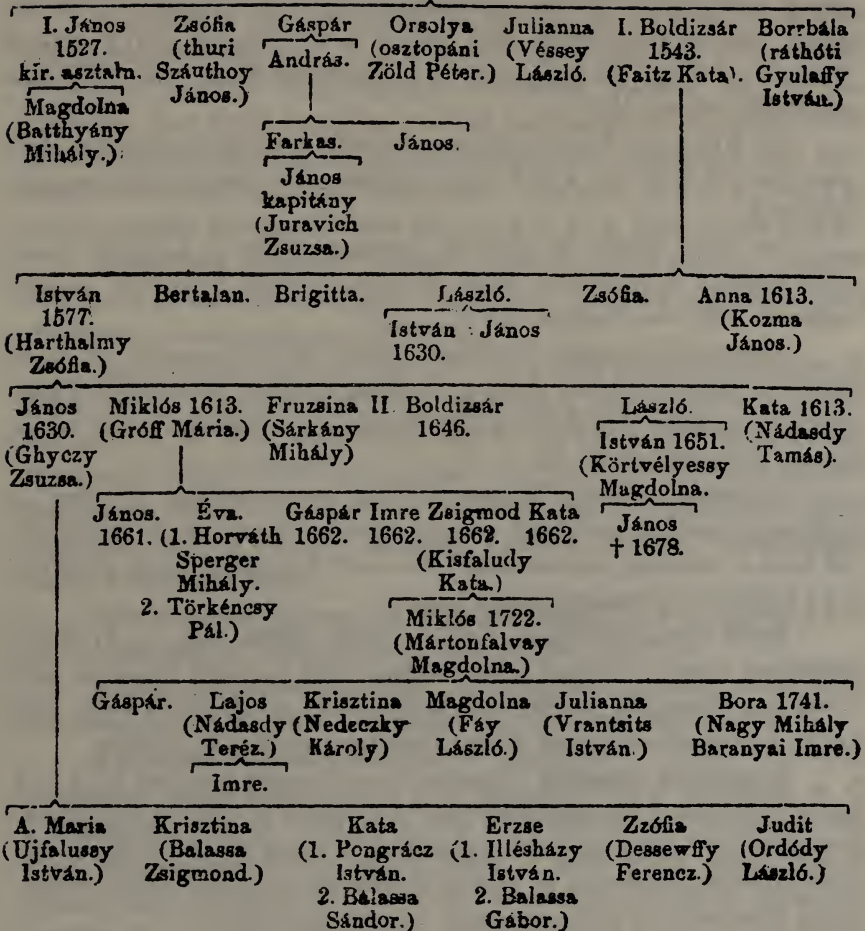 I. János Zsófia Gáspár Orsolya Julianna I. Boldizsár Borrbála
1527. (thuri András. (osztopáni (Véssey 1543. (ráthóti
kir. asztaln. Szánthoy Zöld Péter.) László. (Faitz Kata). Gyulaffy
János.) István.)
Magdolna
(Batthyány
Mihály.)
Farkas. János.
János
kapitány
(Juravich
Zsuzsa.)
István Bertalan. Brigitta. László. Zsófia. Anna 1613.
1577. István János (Kozma
(Harthalmy 1630. János.)
Zsófia.)
János Miklós 1613. Fruzsina II. Boldizsár László. Kata 1613.
1630. (Gróff Mária.) (Sárkány 1646. István 1651. (Nádasdy
(Ghyczy Mihály) (Körtvélyessy Tamás).
Zsuzsa.) Magdolna.
János
† 1678.
János. Éva. Gáspár Imre Zsigmod Kata
1661. (1. Horváth 1662. 1662. 1662. 1662.
Sperger (Kisfaludy
Mihály. Kata.)
2. Törkéncsy Miklós 1722.
Pál.) (Mártonfalvay
Magdolna.)
Gáspár. Lajos Krisztina Magdolna Julianna Bora 1741.
(Nádasdy (Nedeczky (Fáy (Vrantsits (Nagy Mihály
Teréz.) Károly) László.) István.) Baranyai Imre.)
Imre.
A. Maria Krisztina Kata Erzse Zzófia Judit
(Ujfalussy (Balassa (1. Pongrácz (1. Illésházy (Dessewffy (Ordódy
István.) Zsigmond.) István. István. Ferencz.) László.)
2. Balassa 2. Balassa
Sándor.) Gábor.)